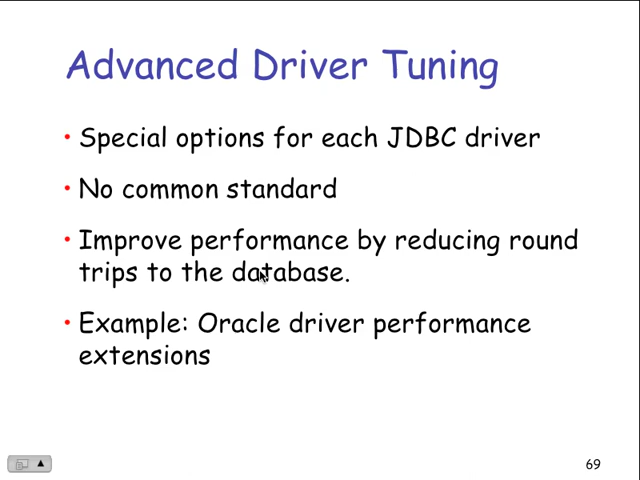 Advanced Driver Tuning
• Special options for each JDBC driver
• No common standard
• Improve performance by reducing round
trips to the database.
• Example: Oracle driver performance
extensions
69